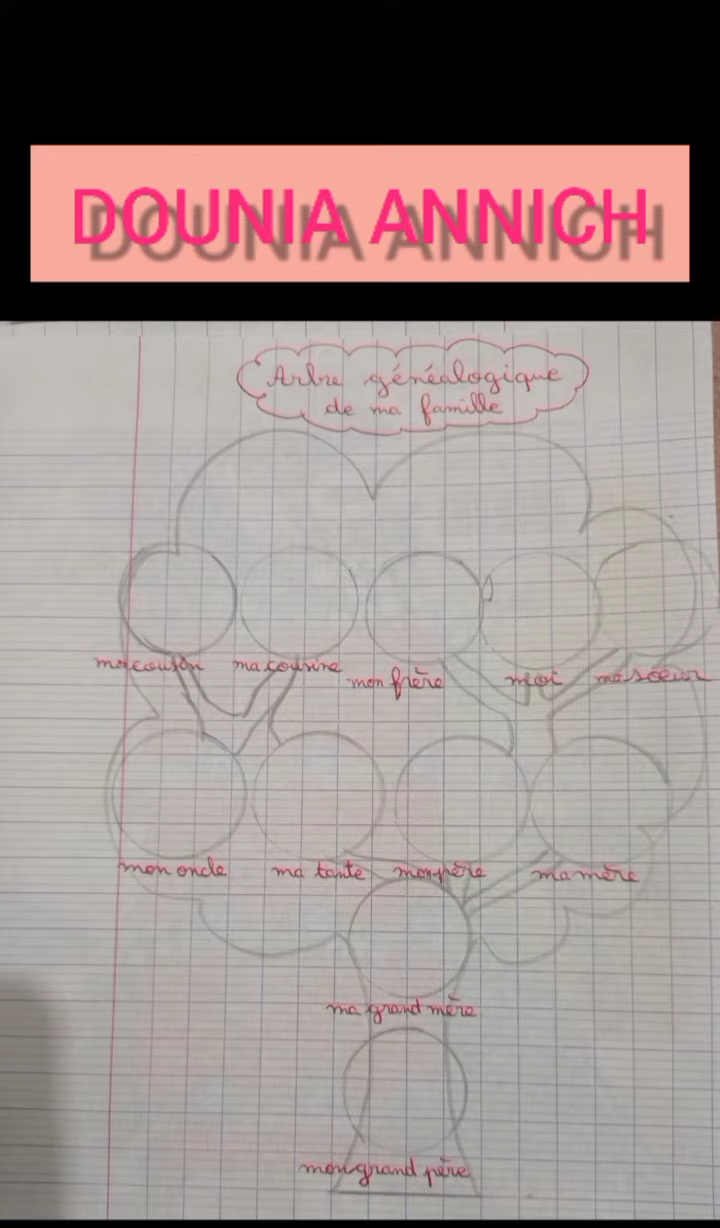 DOUNIA ANNICH
Arbre généalogique
de ma famille
mon cousin ma cousine mon frère moi ma soeur
mon oncle ma tante mon père ma mère
ma grand mère
mon grand père